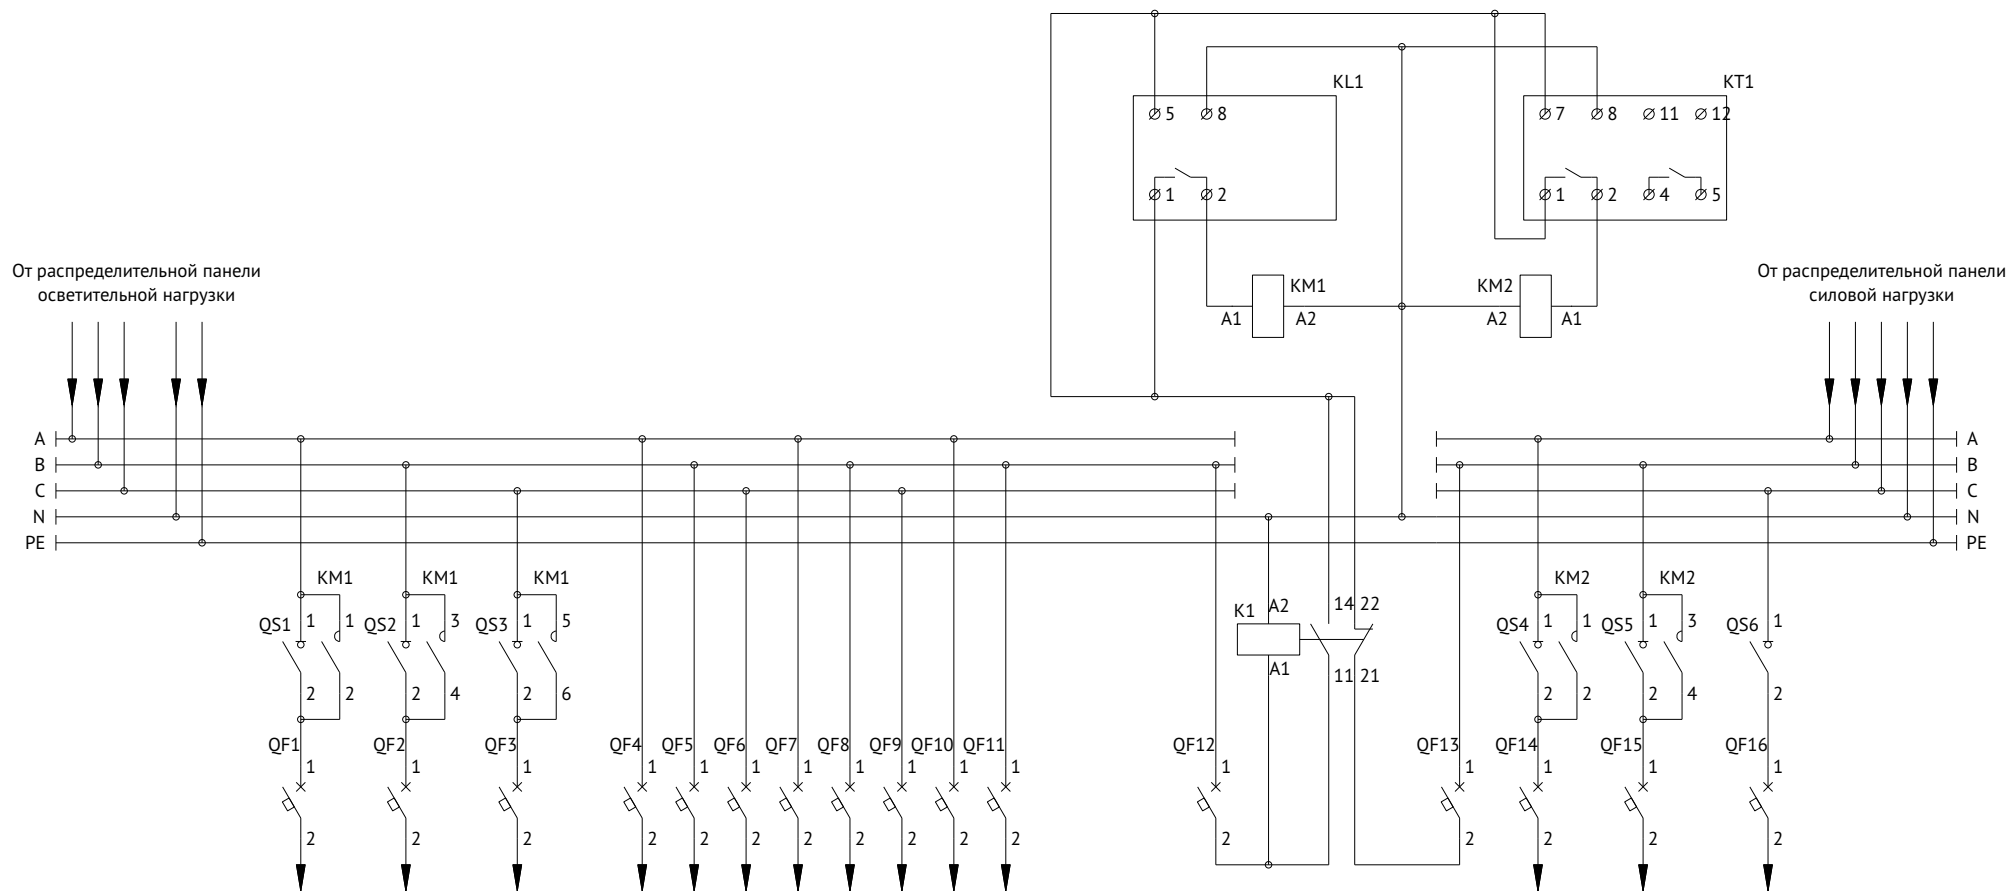 KL1
KT1
5 8
7 8 11 12
1 2
1 2 4 5
От распределительной панели
осветительной нагрузки
От распределительной панели
силовой нагрузки
KM1
KM2
A1 A2
A2 A1
A
B
C
N
PE
A
B
C
N
PE
KM1 KM1 KM1
KM2 KM2
QS1 1 1
QS2 1 3
QS3 1 5
2 2
2 4
2 6
K1 A2 14 22
A1 11 21
QS4 1 1
QS5 1 3
QS6 1
2 2
2 4
2
QF1 QF2 QF3 QF4 QF5 QF6 QF7 QF8 QF9 QF10 QF11 QF12 QF13 QF14 QF15 QF16
1 1 1 1 1 1 1 1 1 1 1 1 1 1 1 1
2 2 2 2 2 2 2 2 2 2 2 2 2 2 2 2